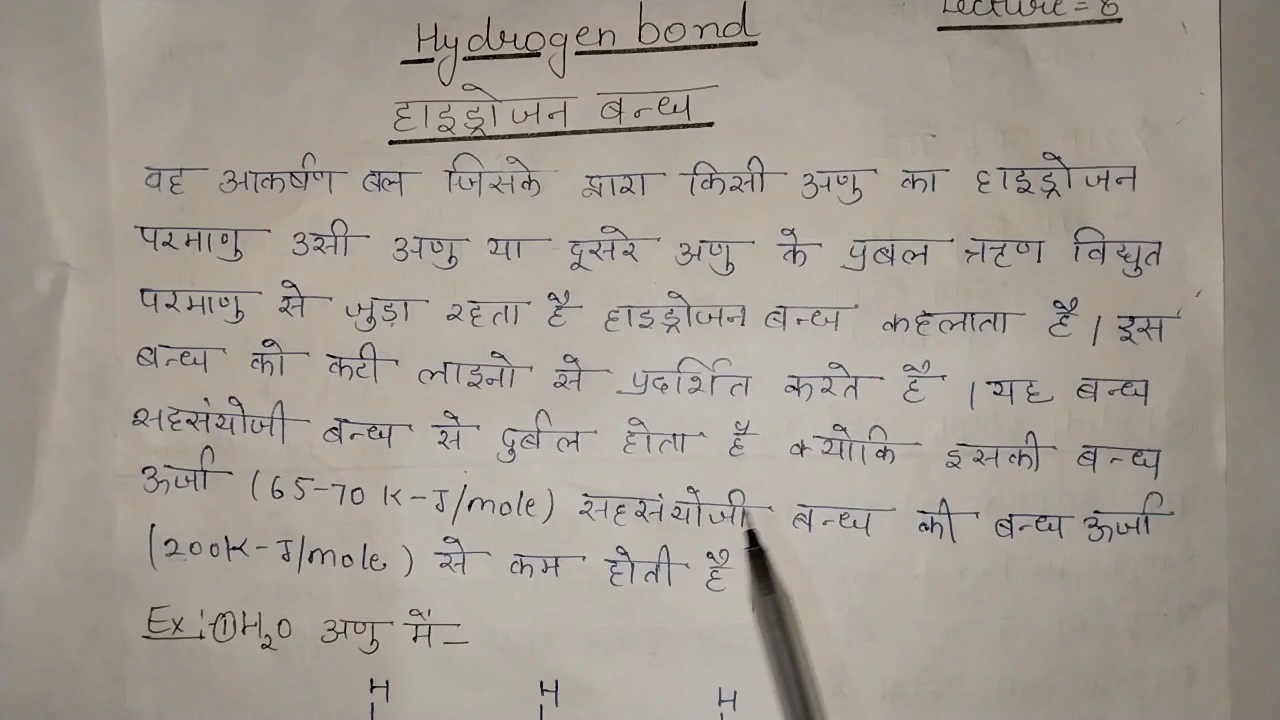 Lecture = 8
Hydrogen bond
हाइड्रोजन बन्ध
वह आकर्षण बल जिसके द्वारा किसी अणु का हाइड्रोजन
परमाणु उसी अणु या दूसरे अणु के प्रबल ऋण विद्युत
परमाणु से जुड़ा रहता है हाइड्रोजन बन्ध कहलाता है। इस
बन्ध को कटी लाइनो से प्रदर्शित करते है । यह बन्ध
सहसंयोजी बन्ध से दुर्बल होता है क्योकि इसकी बन्ध
ऊर्जा (65-70 K-J/mole) सहसंयोजी बन्ध की बन्ध ऊर्जा
(200K-J/mole) से कम होती है
Ex:-① H₂O अणु में-
H H H